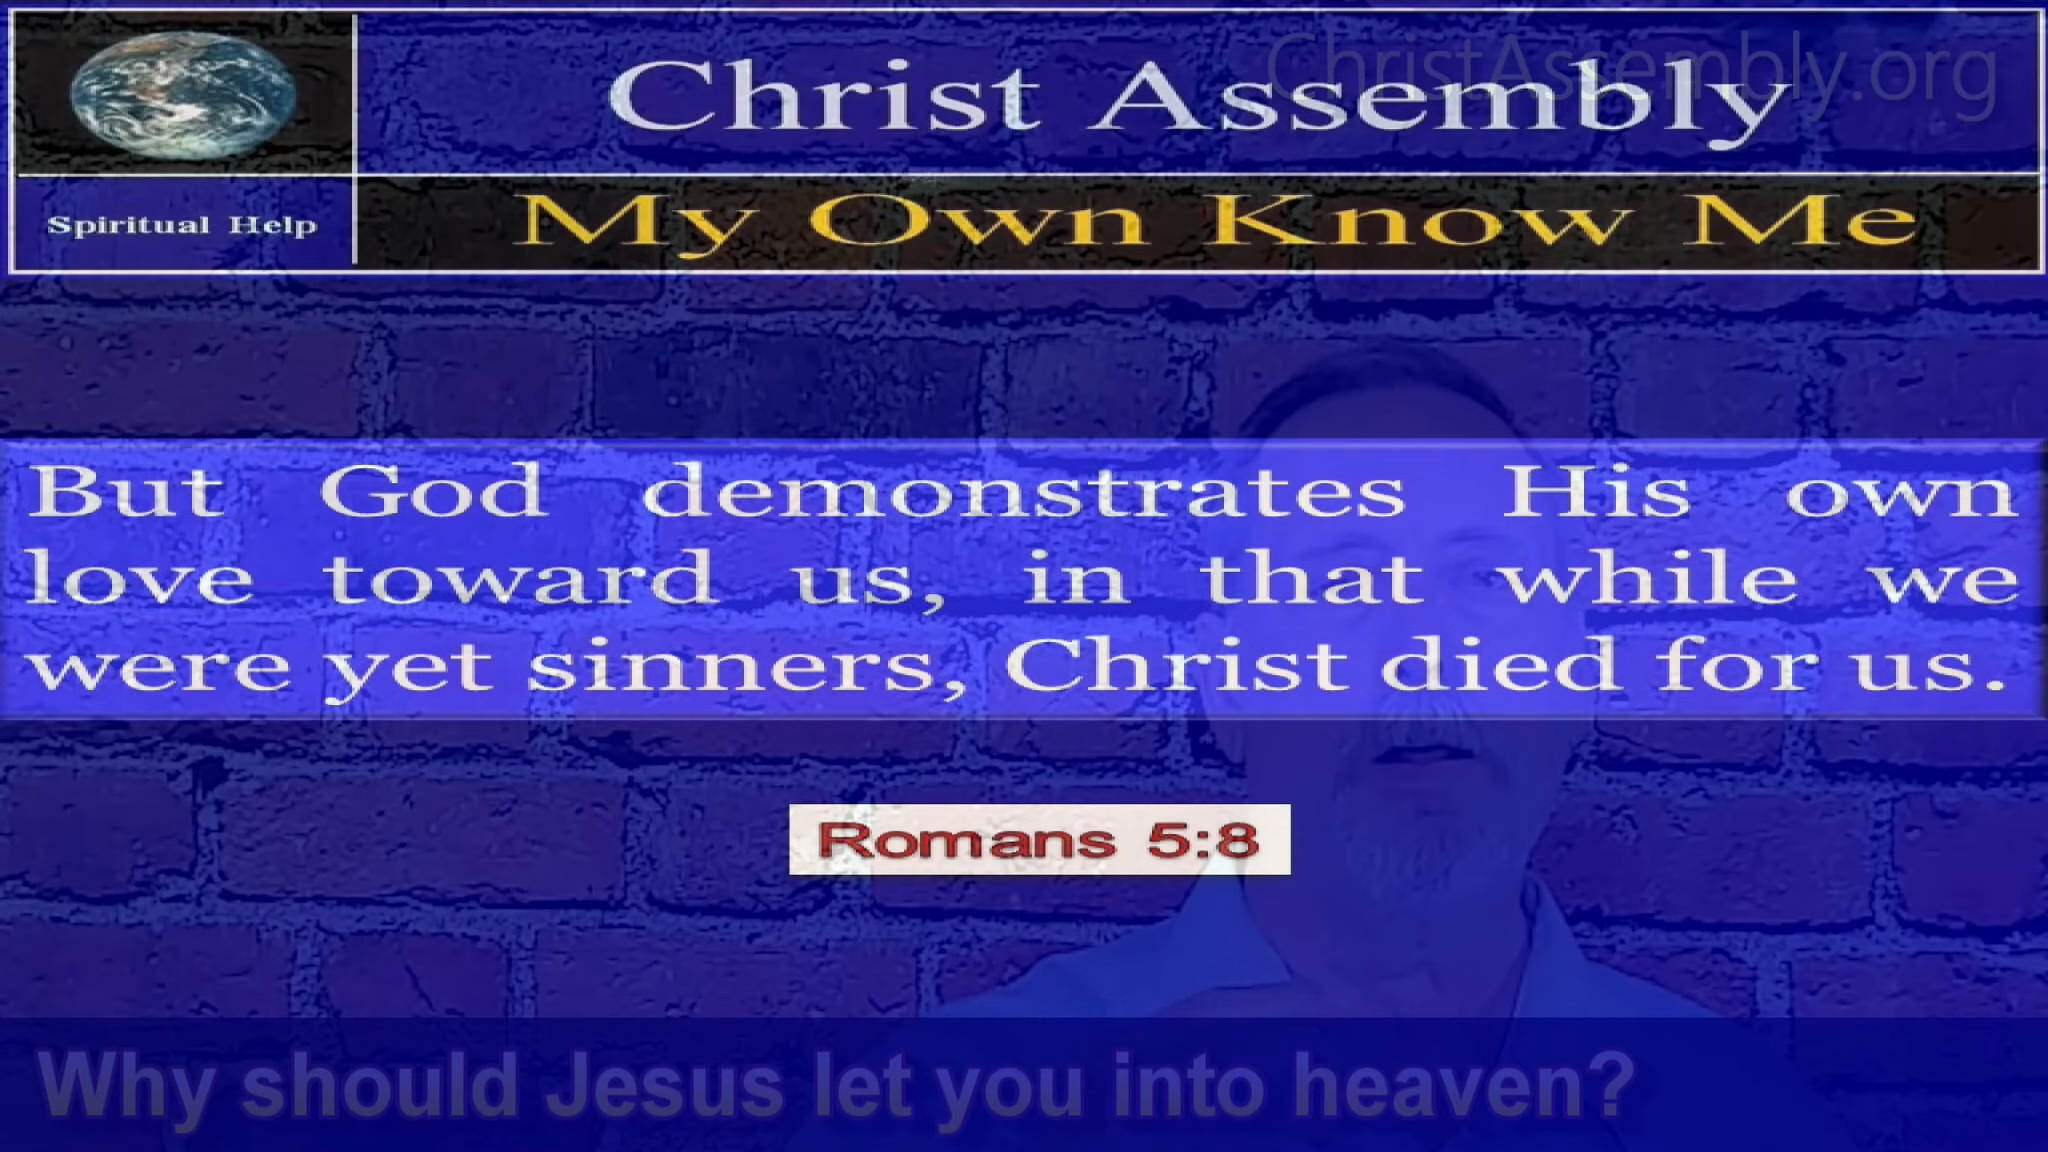 ChristAssembly.org
Christ Assembly
Spiritual Help
My Own Know Me
But God demonstrates His own
love toward us, in that while we
were yet sinners, Christ died for us.
Romans 5:8
Why should Jesus let you into heaven?